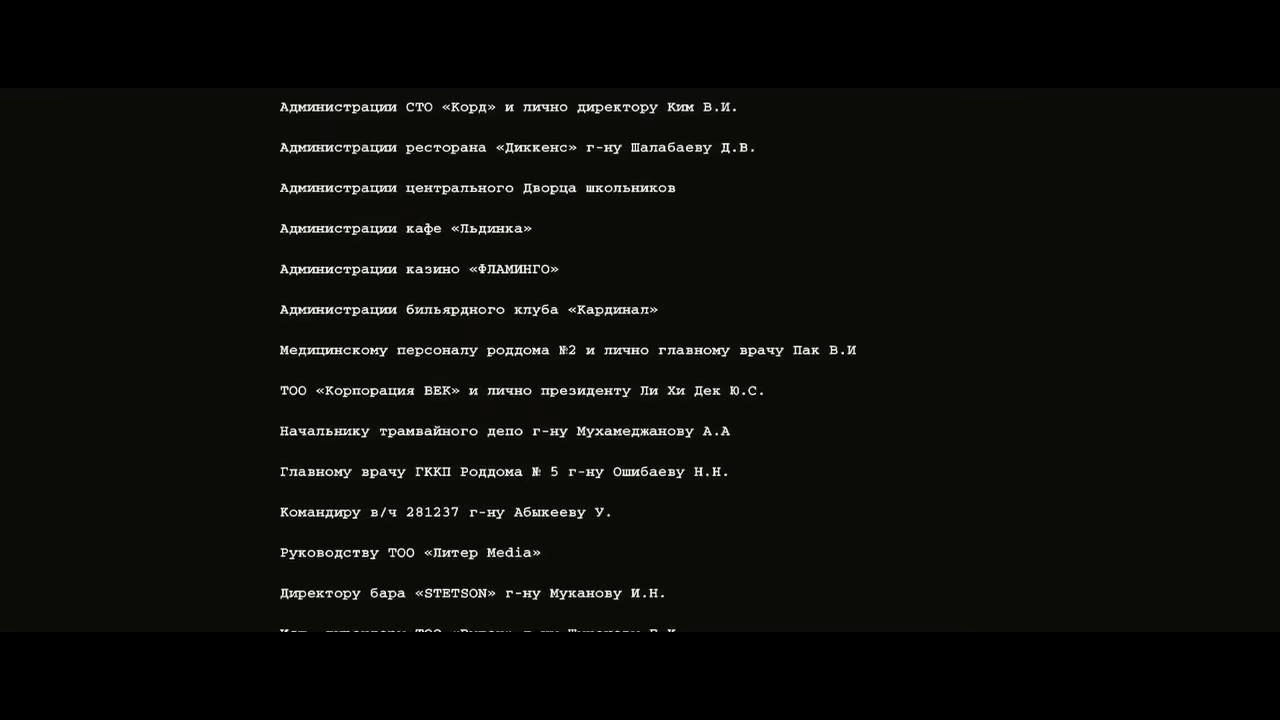 Администрации СТО «Корд» и лично директору Ким В.И.
Администрации ресторана «Диккенс» г-ну Шалабаеву Д.В.
Администрации центрального Дворца школьников
Администрации кафе «Льдинка»
Администрации казино «ФЛАМИНГО»
Администрации бильярдного клуба «Кардинал»
Медицинскому персоналу роддома №2 и лично главному врачу Пак В.И
ТОО «Корпорация ВЕК» и лично президенту Ли Хи Дек Ю.С.
Начальнику трамвайного депо г-ну Мухамеджанову А.А
Главному врачу ГККП Роддома № 5 г-ну Ошибаеву Н.Н.
Командиру в/ч 281237 г-ну Абыкееву У.
Руководству ТОО «Литер Media»
Директору бара «STETSON» г-ну Муканову И.Н.